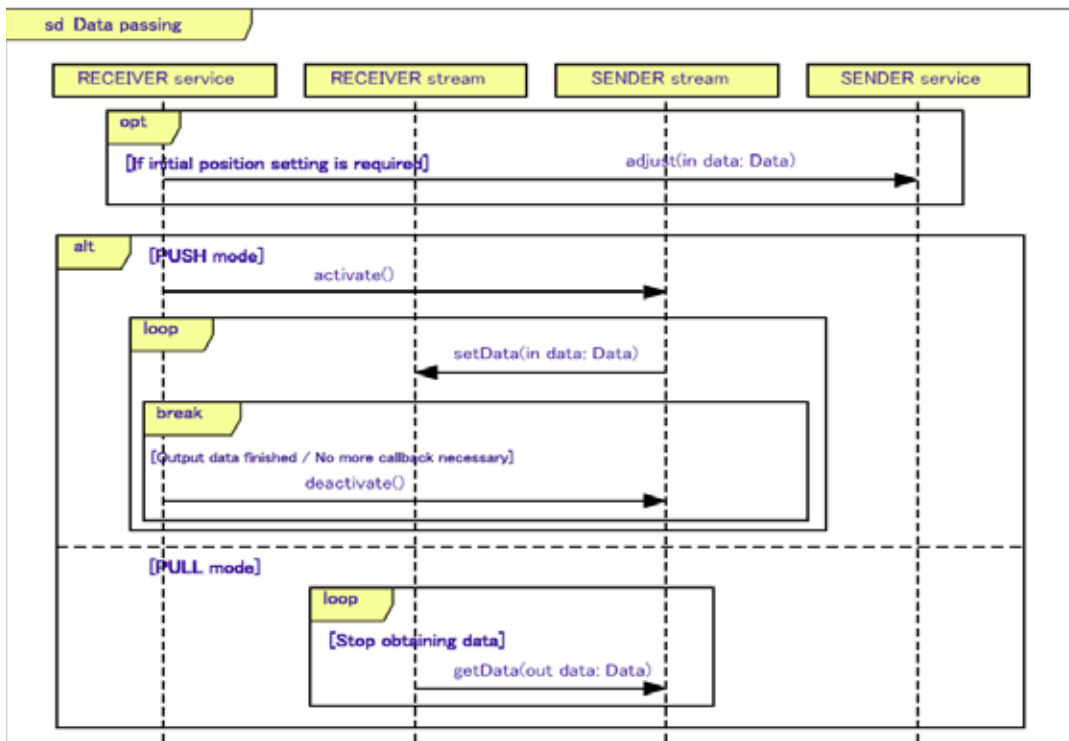 sd Data passing
RECEIVER service
RECEIVER stream
SENDER stream
SENDER service
opt
[If initial position setting is required]
adjust(in data: Data)
alt
[PUSH mode]
activate()
loop
setData(in data: Data)
break
[Output data finished / No more callback necessary]
deactivate()
[PULL mode]
loop
[Stop obtaining data]
getData(out data: Data)